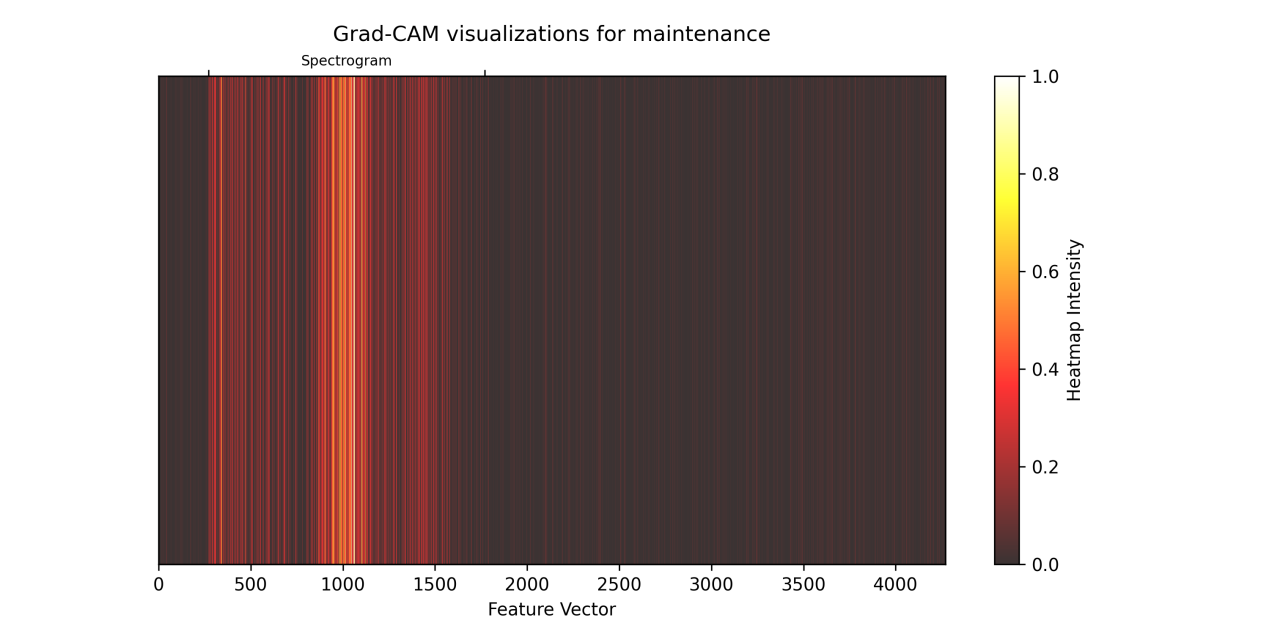 Grad-CAM visualizations for maintenance
Spectrogram
1.0
0.8
0.6
0.4
0.2
0.0
Heatmap Intensity
0 500 1000 1500 2000 2500 3000 3500 4000
Feature Vector